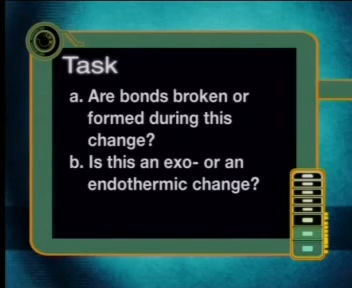 Task
a. Are bonds broken or
formed during this
change?
b. Is this an exo- or an
endothermic change?